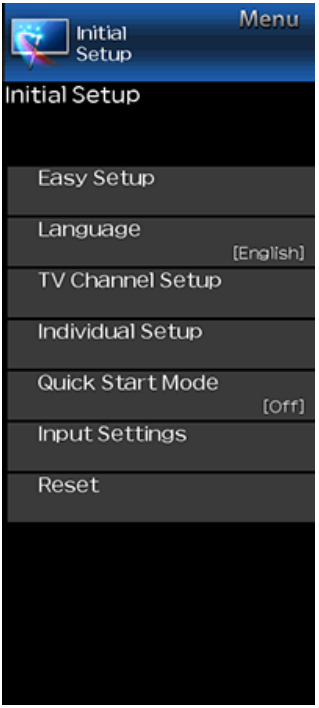 Menu
Initial
Setup
Initial Setup
Easy Setup
Language
[English]
TV Channel Setup
Individual Setup
Quick Start Mode
[Off]
Input Settings
Reset